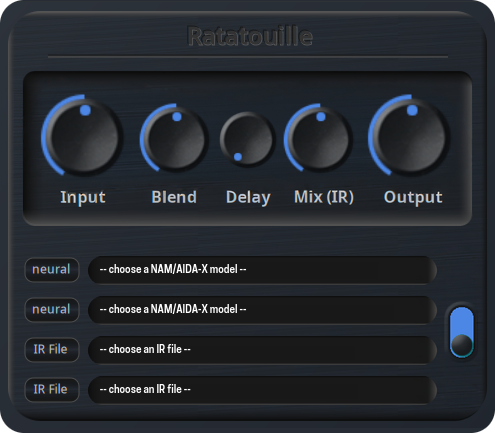 Ratatouille
Input Blend Delay Mix (IR) Output
neural -- choose a NAM/AIDA-X model --
neural -- choose a NAM/AIDA-X model --
IR File -- choose an IR file --
IR File -- choose an IR file --